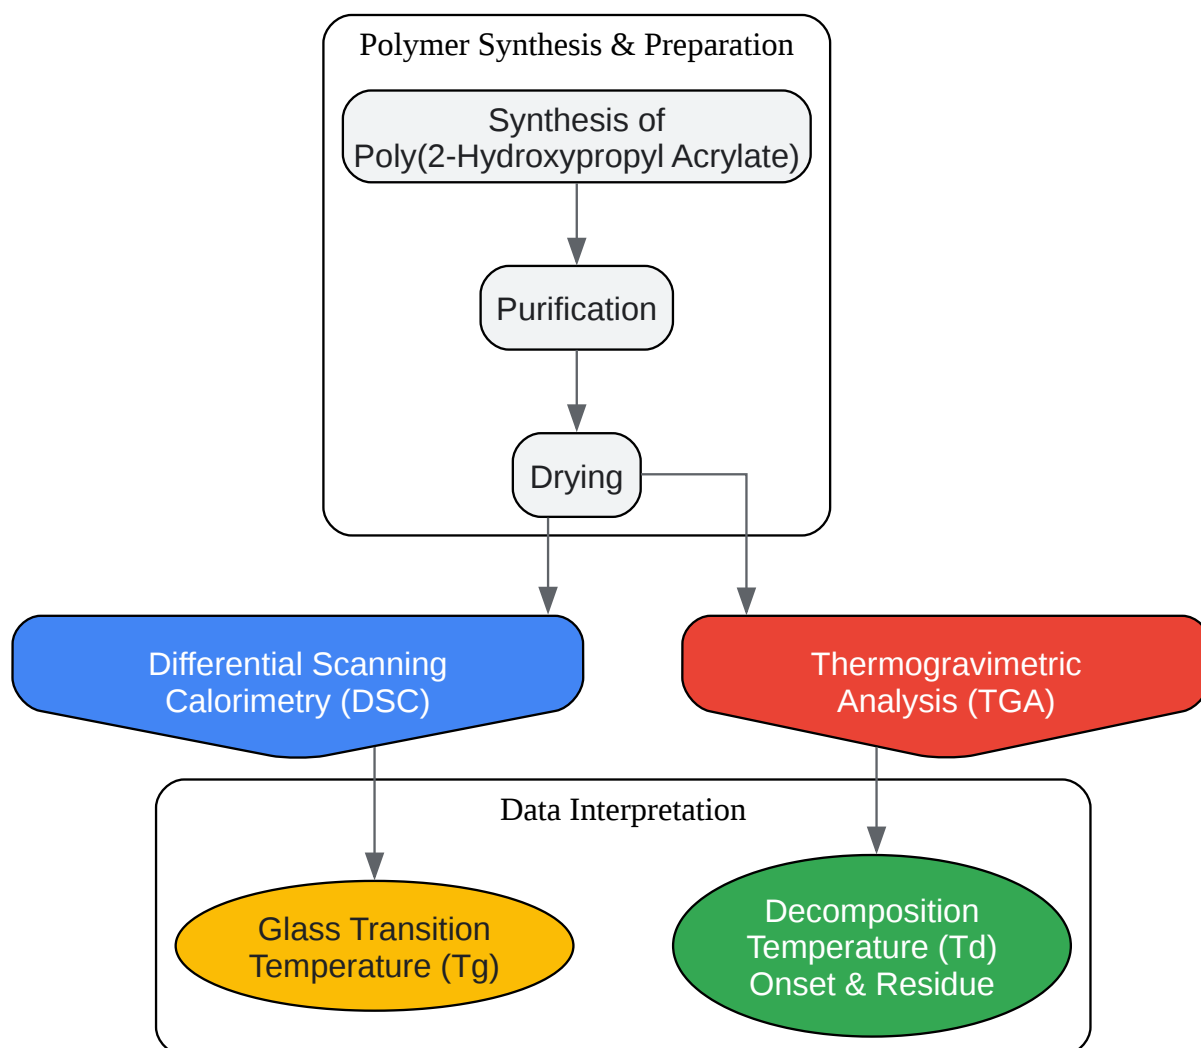 Polymer Synthesis & Preparation
Synthesis of
Poly(2-Hydroxypropyl Acrylate)
Purification
Drying
Differential Scanning
Calorimetry (DSC)
Thermogravimetric
Analysis (TGA)
Data Interpretation
Glass Transition
Temperature (Tg)
Decomposition
Temperature (Td)
Onset & Residue